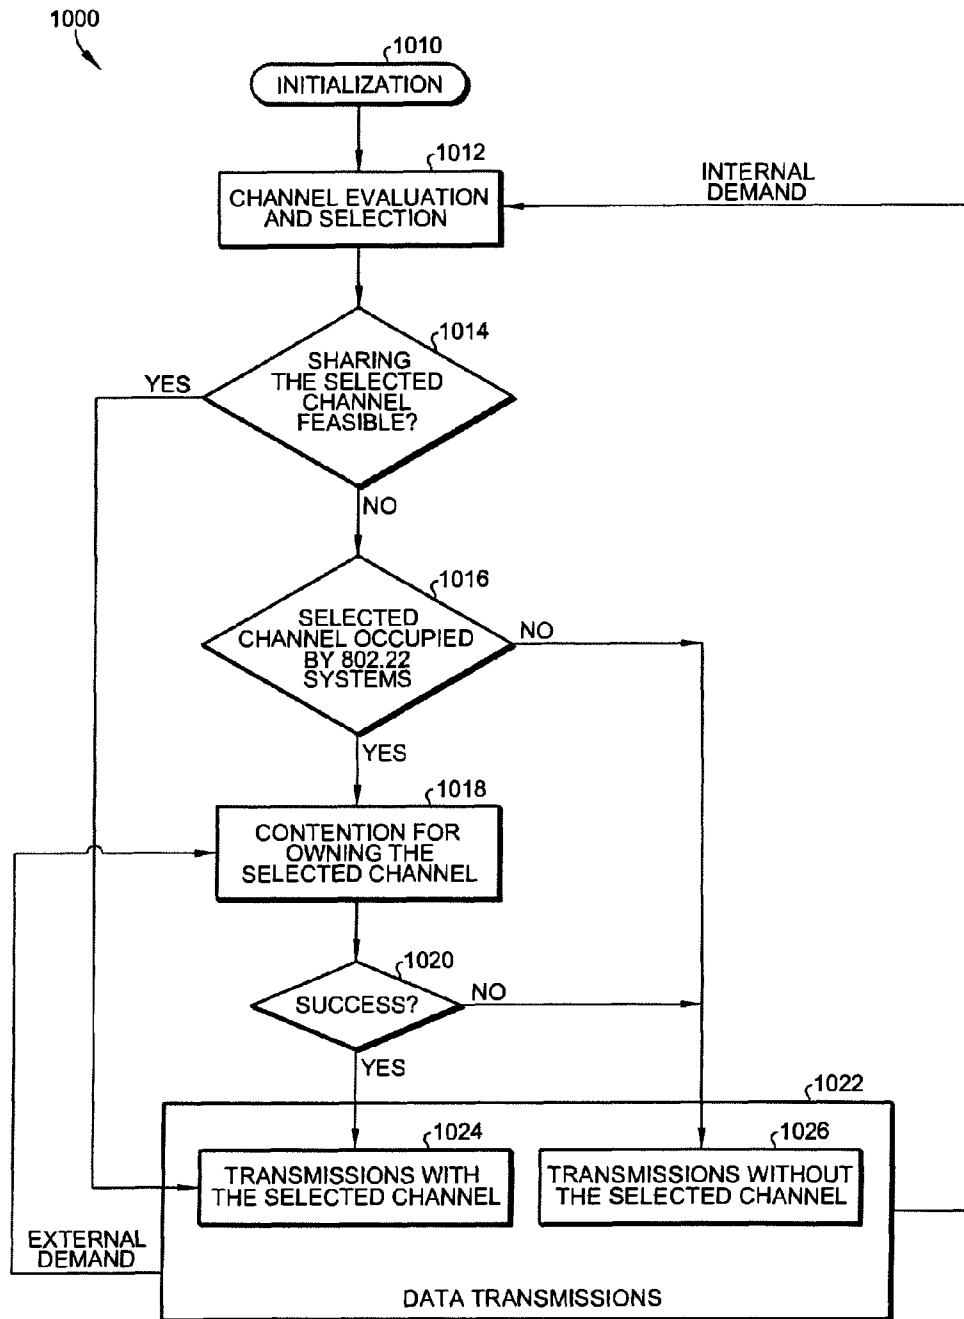 1000
1010
INITIALIZATION
1012
CHANNEL EVALUATION
AND SELECTION
INTERNAL
DEMAND
1014
SHARING
THE SELECTED
CHANNEL
FEASIBLE?
YES
NO
1016
SELECTED
CHANNEL OCCUPIED
BY 802.22
SYSTEMS
NO
YES
1018
CONTENTION FOR
OWNING THE
SELECTED CHANNEL
1020
SUCCESS?
NO
YES
1022
1024
TRANSMISSIONS WITH
THE SELECTED CHANNEL
1026
TRANSMISSIONS WITHOUT
THE SELECTED CHANNEL
EXTERNAL
DEMAND
DATA TRANSMISSIONS